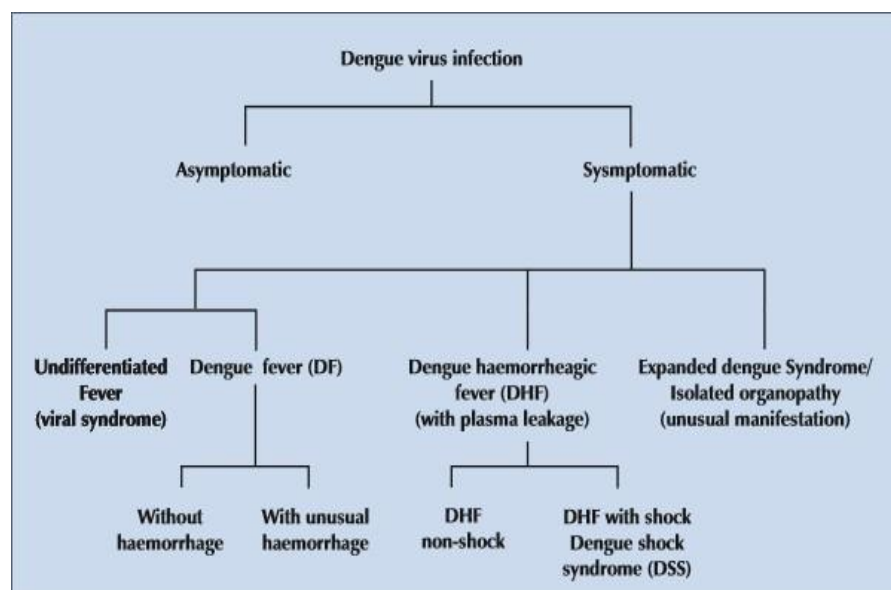 Dengue virus infection
Asymptomatic
Sysmptomatic
Undifferentiated
Fever
(viral syndrome)
Dengue fever (DF)
Dengue haemorrheagic
fever (DHF)
(with plasma leakage)
Expanded dengue Syndrome/
Isolated organopathy
(unusual manifestation)
Without
haemorrhage
With unusual
haemorrhage
DHF
non-shock
DHF with shock
Dengue shock
syndrome (DSS)